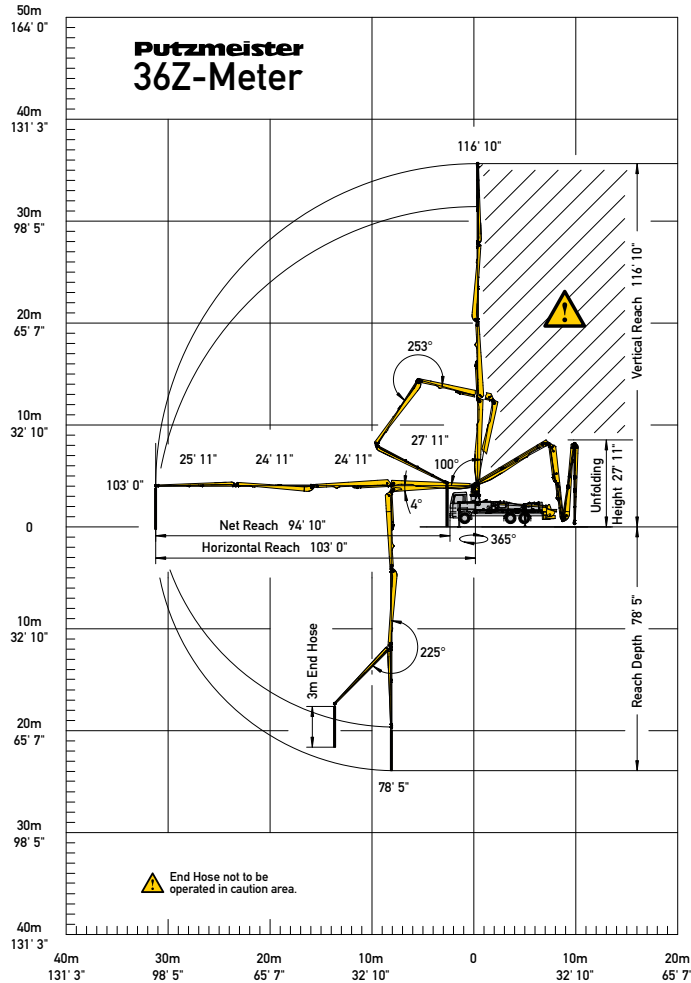 50m
164' 0"
Putzmeister
36Z-Meter
40m
131' 3"
116' 10"
30m
98' 5"
Vertical Reach 116' 10"
20m
65' 7"
253°
10m
32' 10"
27' 11"
25' 11"
24' 11"
24' 11"
100°
Unfolding
Height 27' 11"
103' 0"
4°
0
Net Reach 94' 10"
365°
Horizontal Reach 103' 0"
10m
32' 10"
3m End Hose
225°
Reach Depth 78' 5"
20m
65' 7"
78' 5"
30m
98' 5"
End Hose not to be
operated in caution area.
40m
131' 3"
40m
131' 3"
30m
98' 5"
20m
65' 7"
10m
32' 10"
0
10m
32' 10"
20m
65' 7"